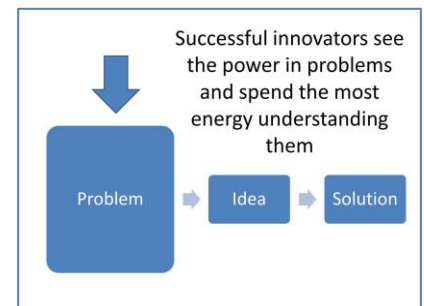 Successful innovators see
the power in problems
and spend the most
energy understanding
them
Problem
Idea
Solution